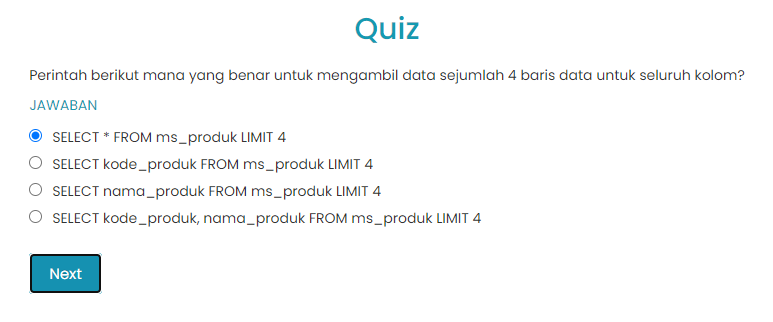 Quiz
Perintah berikut mana yang benar untuk mengambil data sejumlah 4 baris data untuk seluruh kolom?
JAWABAN
SELECT * FROM ms_produk LIMIT 4
SELECT kode_produk FROM ms_produk LIMIT 4
SELECT nama_produk FROM ms_produk LIMIT 4
SELECT kode_produk, nama_produk FROM ms_produk LIMIT 4
Next